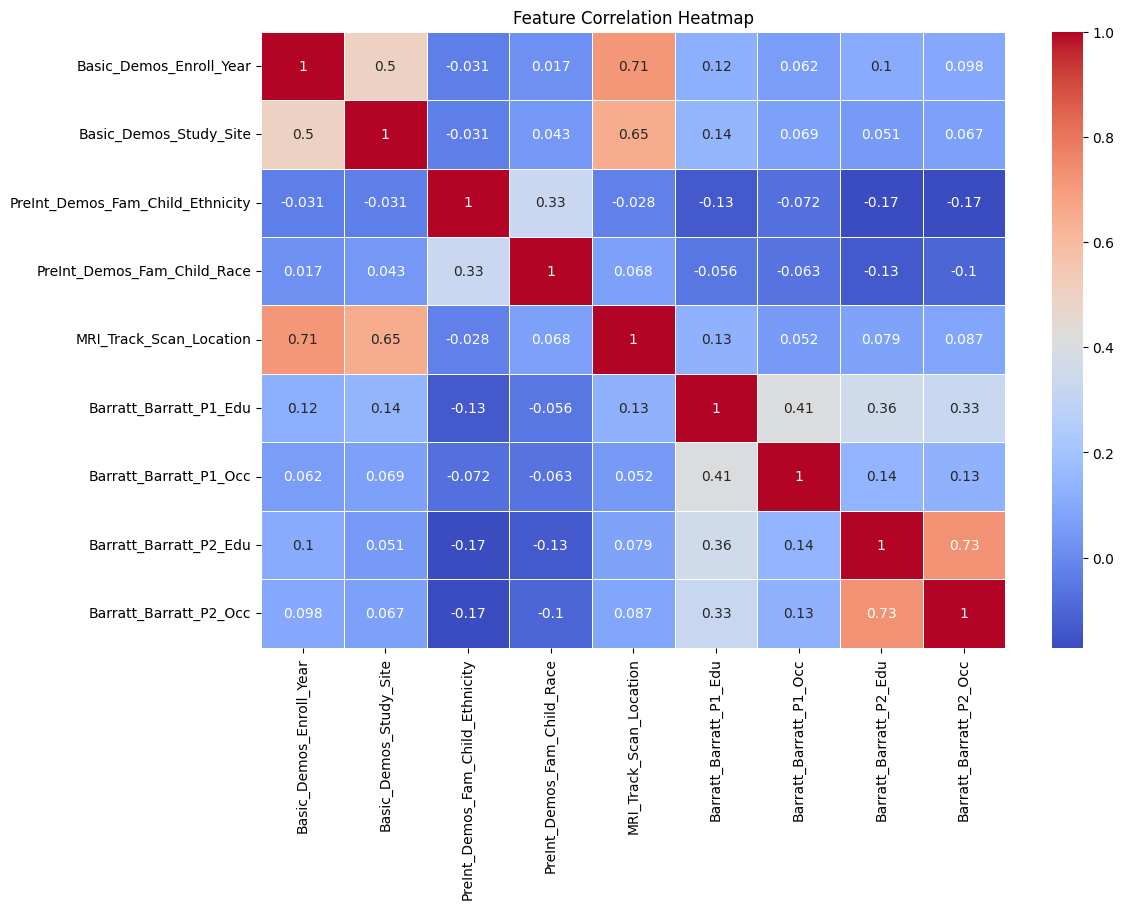 Feature Correlation Heatmap
Basic_Demos_Enroll_Year 1 0.5 -0.031 0.017 0.71 0.12 0.062 0.1 0.098
Basic_Demos_Study_Site 0.5 1 -0.031 0.043 0.65 0.14 0.069 0.051 0.067
PreInt_Demos_Fam_Child_Ethnicity -0.031 -0.031 1 0.33 -0.028 -0.13 -0.072 -0.17 -0.17
PreInt_Demos_Fam_Child_Race 0.017 0.043 0.33 1 0.068 -0.056 -0.063 -0.13 -0.1
MRI_Track_Scan_Location 0.71 0.65 -0.028 0.068 1 0.13 0.052 0.079 0.087
Barratt_Barratt_P1_Edu 0.12 0.14 -0.13 -0.056 0.13 1 0.41 0.36 0.33
Barratt_Barratt_P1_Occ 0.062 0.069 -0.072 -0.063 0.052 0.41 1 0.14 0.13
Barratt_Barratt_P2_Edu 0.1 0.051 -0.17 -0.13 0.079 0.36 0.14 1 0.73
Barratt_Barratt_P2_Occ 0.098 0.067 -0.17 -0.1 0.087 0.33 0.13 0.73 1
Basic_Demos_Enroll_Year
Basic_Demos_Study_Site
PreInt_Demos_Fam_Child_Ethnicity
PreInt_Demos_Fam_Child_Race
MRI_Track_Scan_Location
Barratt_Barratt_P1_Edu
Barratt_Barratt_P1_Occ
Barratt_Barratt_P2_Edu
Barratt_Barratt_P2_Occ
1.0
0.8
0.6
0.4
0.2
0.0